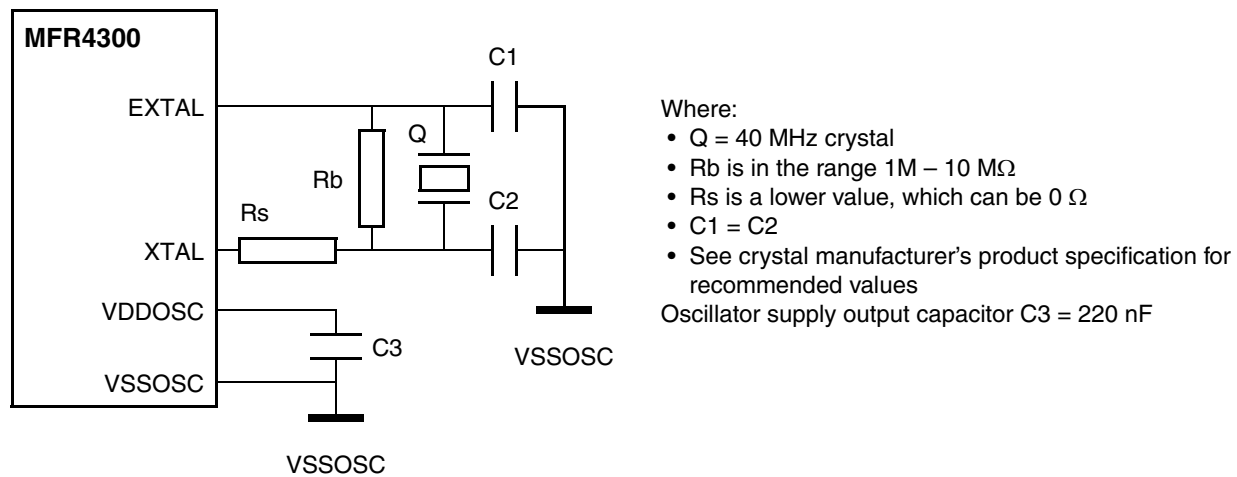 MFR4300
C1
EXTAL
Q
Rb
C2
Rs
XTAL
VDDOSC
C3
VSSOSC
VSSOSC
VSSOSC
Where:
• Q = 40 MHz crystal
• Rb is in the range 1M – 10 MΩ
• Rs is a lower value, which can be 0 Ω
• C1 = C2
• See crystal manufacturer's product specification for
recommended values
Oscillator supply output capacitor C3 = 220 nF